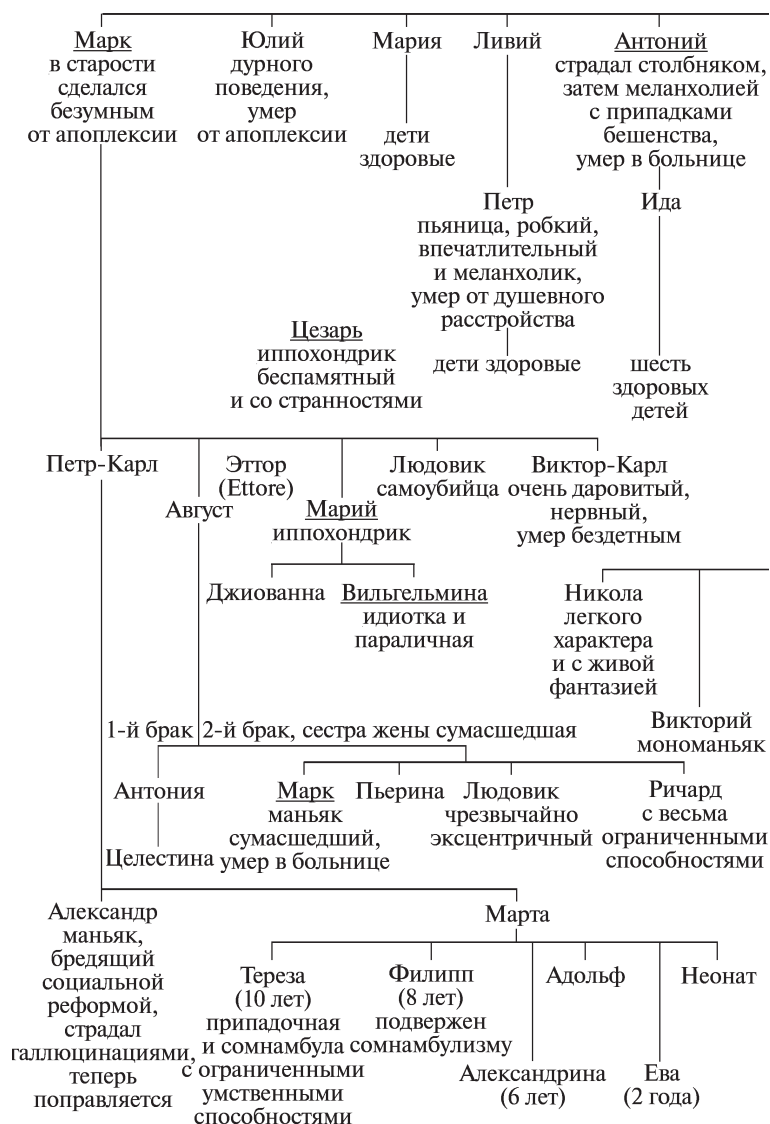 Марк
в старости
сделался
безумным
от апоплексии
Юлий
дурного
поведения,
умер
от апоплексии
Мария
дети
здоровые
Ливий
Петр
пьяница, робкий,
впечатлительный
и меланхолик,
умер от душевного
расстройства
дети здоровые
Антоний
страдал столбняком,
затем меланхолией
с припадками
бешенства,
умер в больнице
Ида
шесть
здоровых
детей
Цезарь
иппохондрик
беспамятный
и со странностями
Петр-Карл
Август
Эттор
(Ettore)
Марий
иппохондрик
Людовик
самоубийца
Виктор-Карл
очень даровитый,
нервный,
умер бездетным
Джиованна
Вильгельмина
идиотка и
параличная
Никола
легкого
характера
и с живой
фантазией
Викторий
мономаньяк
1-й брак
2-й брак, сестра жены сумасшедшая
Антония
Целестина
Марк
маньяк
сумасшедший,
умер в больнице
Пьерина
Людовик
чрезвычайно
эксцентричный
Ричард
с весьма
ограниченными
способностями
Александр
маньяк,
бредящий
социальной
реформой,
страдал
галлюцинациями,
теперь
поправляется
Марта
Тереза
(10 лет)
припадочная
и сомнамбула
с ограниченными
умственными
способностями
Филипп
(8 лет)
подвержен
сомнамбулизму
Александрина
(6 лет)
Адольф
Ева
(2 года)
Неонат